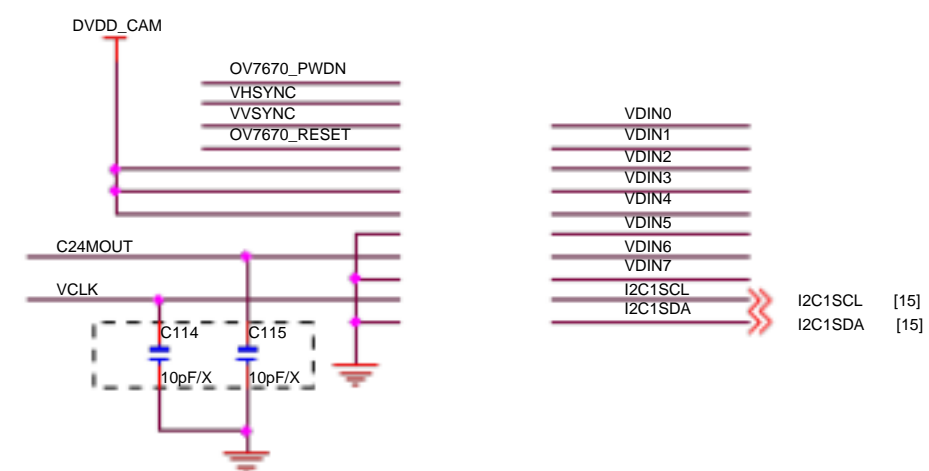 DVDD_CAM
OV7670_PWDN
VHSYNC
VVSYNC
OV7670_RESET
VDIN0
VDIN1
VDIN2
VDIN3
VDIN4
VDIN5
VDIN6
VDIN7
C24MOUT
VCLK
I2C1SCL
I2C1SDA
I2C1SCL [15]
I2C1SDA [15]
C114 C115
10pF/X 10pF/X